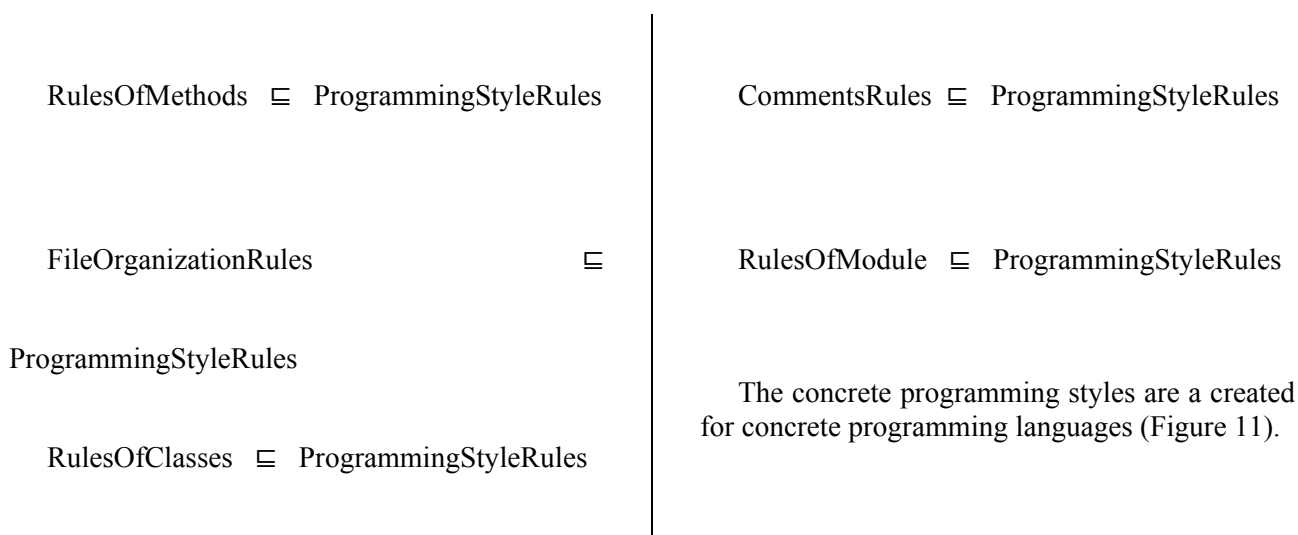 RulesOfMethods ⊑ ProgrammingStyleRules
FileOrganizationRules ⊑
ProgrammingStyleRules
RulesOfClasses ⊑ ProgrammingStyleRules
CommentsRules ⊑ ProgrammingStyleRules
RulesOfModule ⊑ ProgrammingStyleRules
The concrete programming styles are a created
for concrete programming languages (Figure 11).